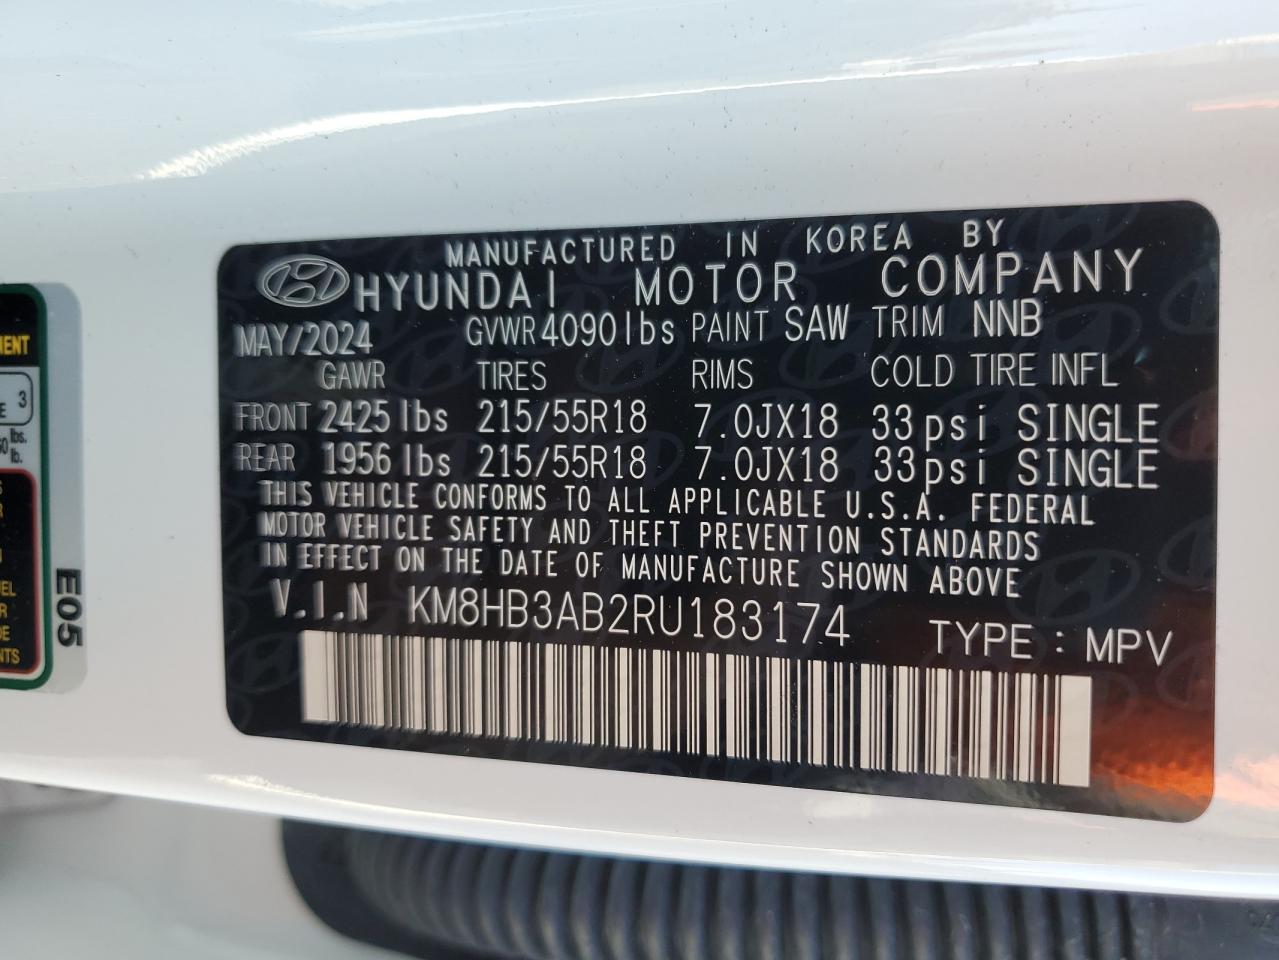 MANUFACTURED IN KOREA BY
HYUNDAI MOTOR COMPANY
MAY/2024 GVWR 4090 lbs PAINT SAW TRIM NNB
GAWR TIRES RIMS COLD TIRE INFL
FRONT 2425 lbs 215/55R18 7.0JX18 33 psi SINGLE
REAR 1956 lbs 215/55R18 7.0JX18 33 psi SINGLE
THIS VEHICLE CONFORMS TO ALL APPLICABLE U.S.A. FEDERAL
MOTOR VEHICLE SAFETY AND THEFT PREVENTION STANDARDS
IN EFFECT ON THE DATE OF MANUFACTURE SHOWN ABOVE
V.I.N KM8HB3AB2RU183174 TYPE : MPV
E05
3
lbs.
lb.